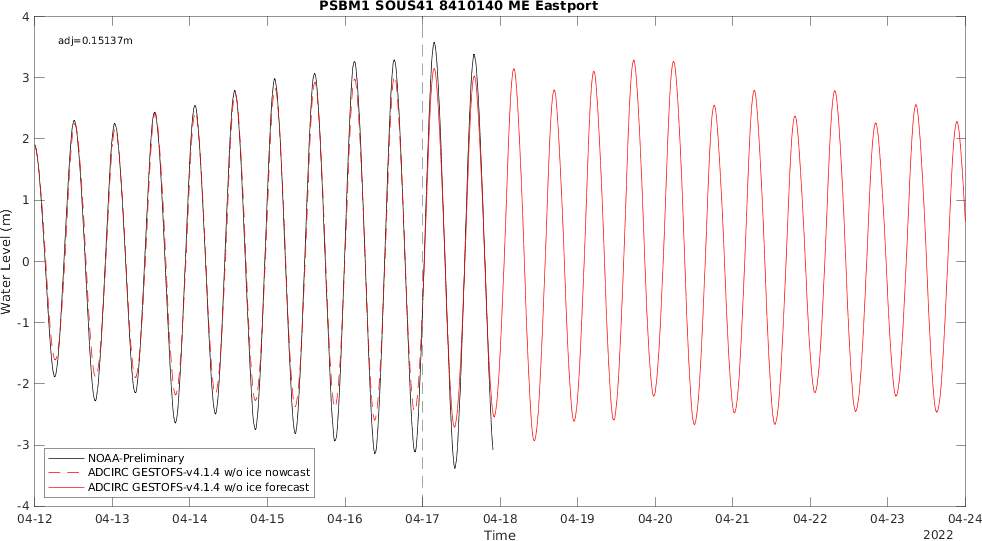 PSBM1 SOUS41 8410140 ME Eastport
adj=0.15137m
4
3
2
1
0
-1
-2
-3
-4
Water Level (m)
NOAA-Preliminary
ADCIRC GESTOFS-v4.1.4 w/o ice nowcast
ADCIRC GESTOFS-v4.1.4 w/o ice forecast
04-12 04-13 04-14 04-15 04-16 04-17 04-18 04-19 04-20 04-21 04-22 04-23 04-24
Time
2022